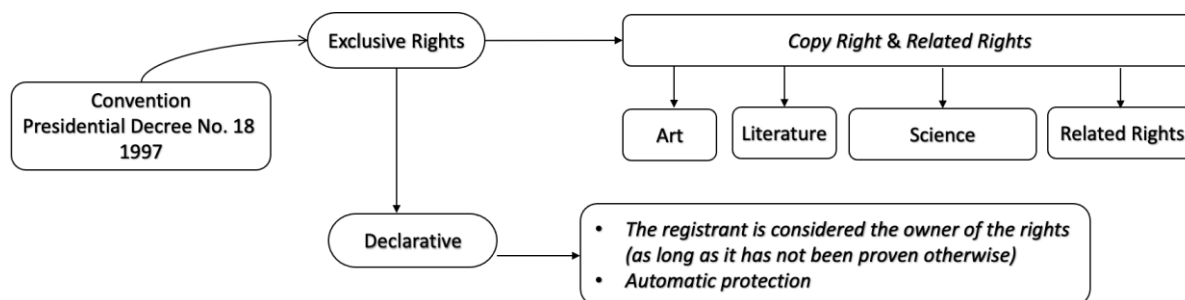 Exclusive Rights
Copy Right & Related Rights
Convention
Presidential Decree No. 18
1997
Art
Literature
Science
Related Rights
Declarative
• The registrant is considered the owner of the rights
(as long as it has not been proven otherwise)
• Automatic protection